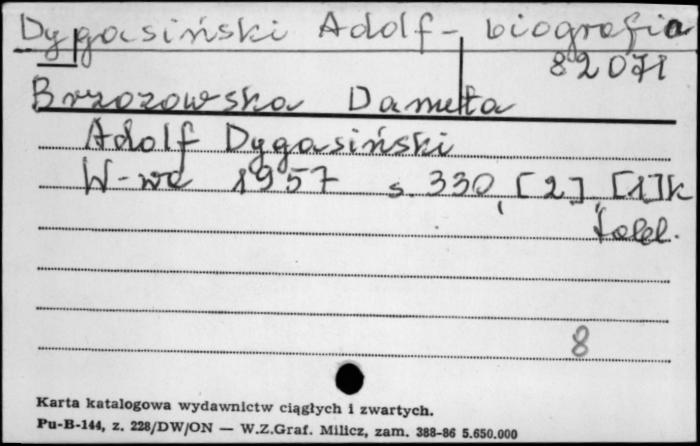 Dygasiński Adolf - biografia
82071
Brzozowska Danuta
Adolf Dygasiński
W-wa 1957 s. 330, [2], [1] k
tabl.
8
Karta katalogowa wydawnictw ciągłych i zwartych.
Pu-B-144, z. 228/DW/ON — W.Z.Graf. Milicz, zam. 388-86 5.650.000